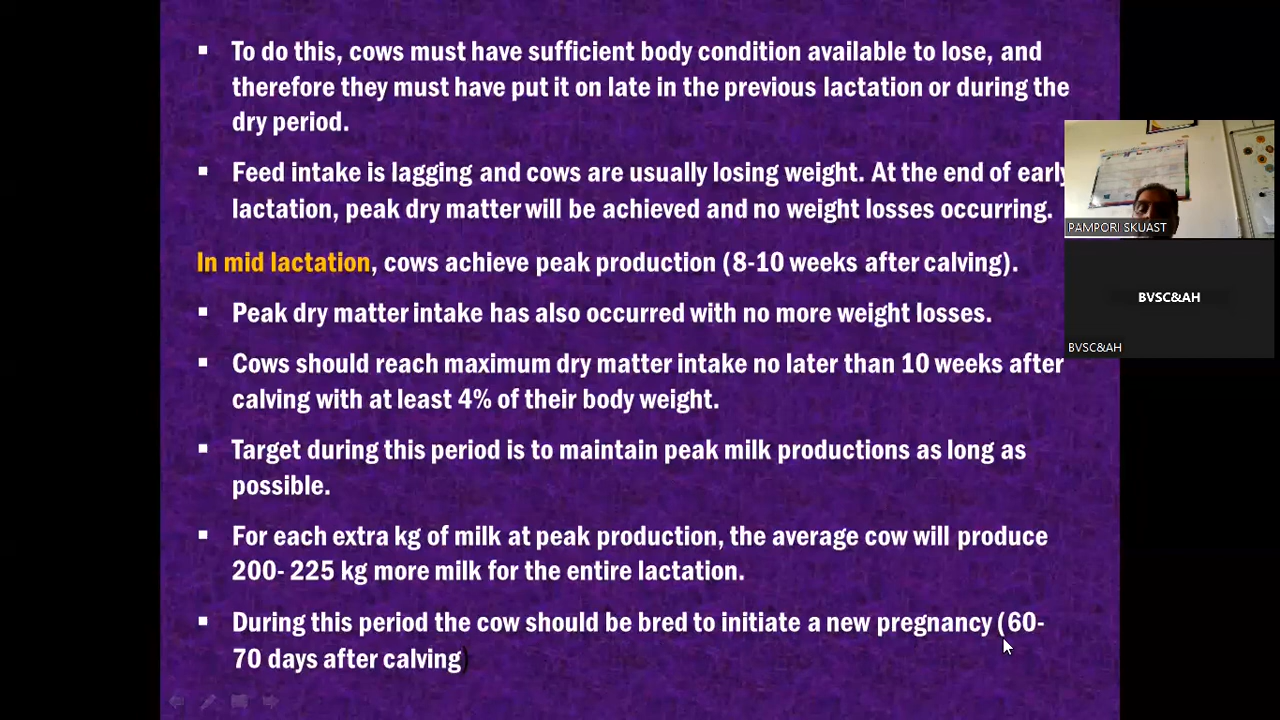 ▪ To do this, cows must have sufficient body condition available to lose, and
therefore they must have put it on late in the previous lactation or during the
dry period.
▪ Feed intake is lagging and cows are usually losing weight. At the end of early
lactation, peak dry matter will be achieved and no weight losses occurring.
In mid lactation, cows achieve peak production (8-10 weeks after calving).
▪ Peak dry matter intake has also occurred with no more weight losses.
▪ Cows should reach maximum dry matter intake no later than 10 weeks after
calving with at least 4% of their body weight.
▪ Target during this period is to maintain peak milk productions as long as
possible.
▪ For each extra kg of milk at peak production, the average cow will produce
200- 225 kg more milk for the entire lactation.
▪ During this period the cow should be bred to initiate a new pregnancy (60-
70 days after calving)
PAMPORI SKUAST
BVSC&AH
BVSC&AH